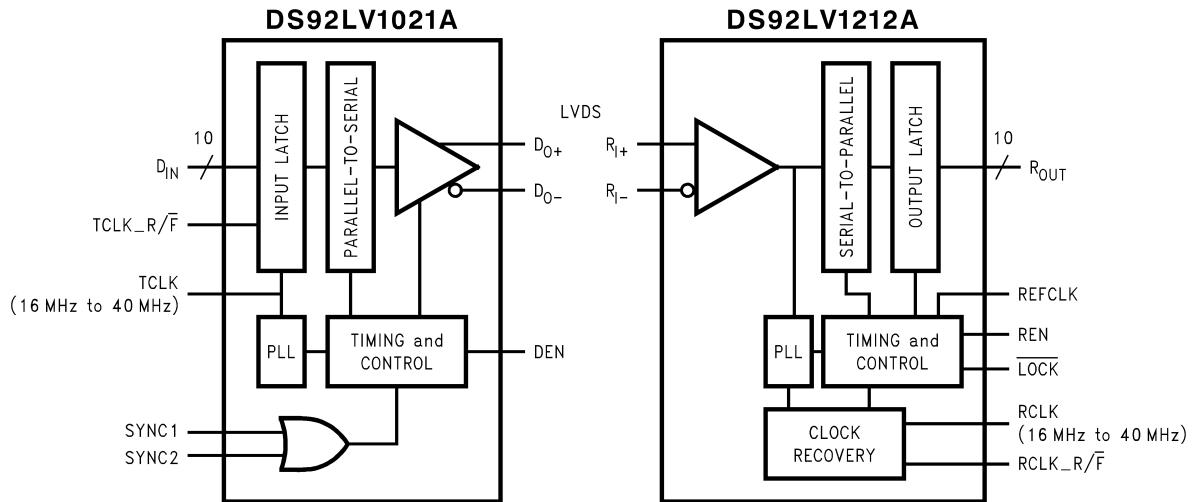 DS92LV1021A
DS92LV1212A
10
D_IN
TCLK_R/F̅
TCLK
(16 MHz to 40 MHz)
SYNC1
SYNC2
INPUT LATCH
PARALLEL-TO-SERIAL
PLL
TIMING and
CONTROL
D_O+
D_O-
DEN
LVDS
R_I+
R_I-
SERIAL-TO-PARALLEL
OUTPUT LATCH
PLL
TIMING and
CONTROL
CLOCK
RECOVERY
10
R_OUT
REFCLK
REN
L̅O̅C̅K̅
RCLK
(16 MHz to 40 MHz)
RCLK_R/F̅